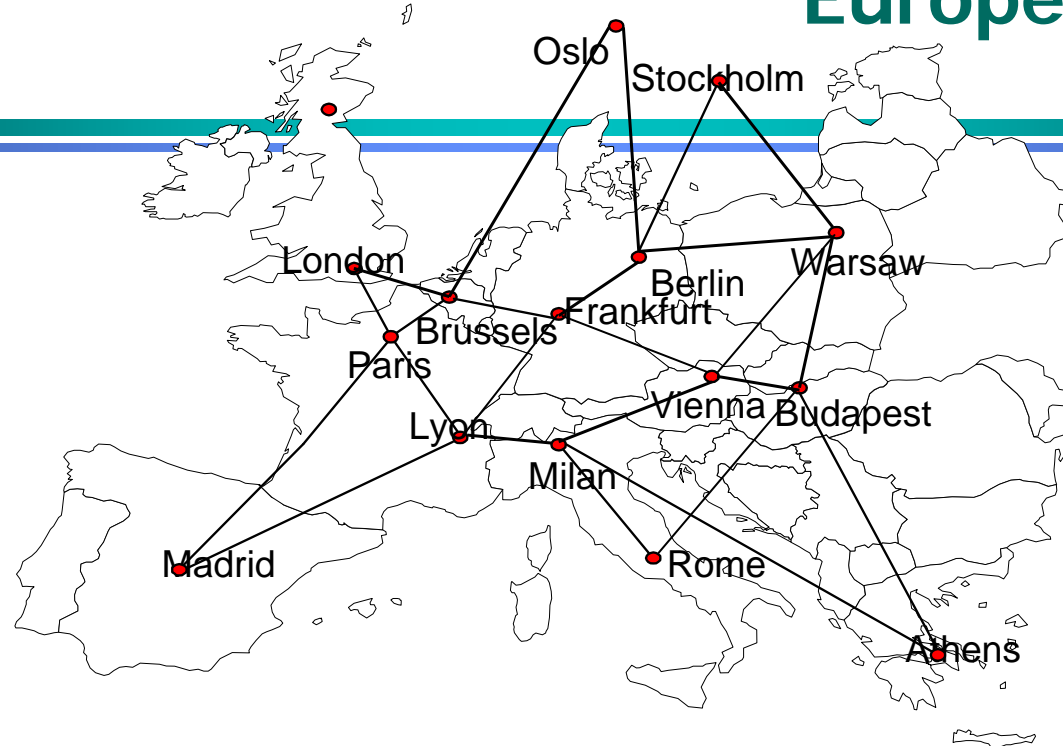 Europe
Oslo
Stockholm
London
Warsaw
Berlin
Frankfurt
Brussels
Paris
Vienna
Budapest
Lyon
Milan
Madrid
Rome
Athens